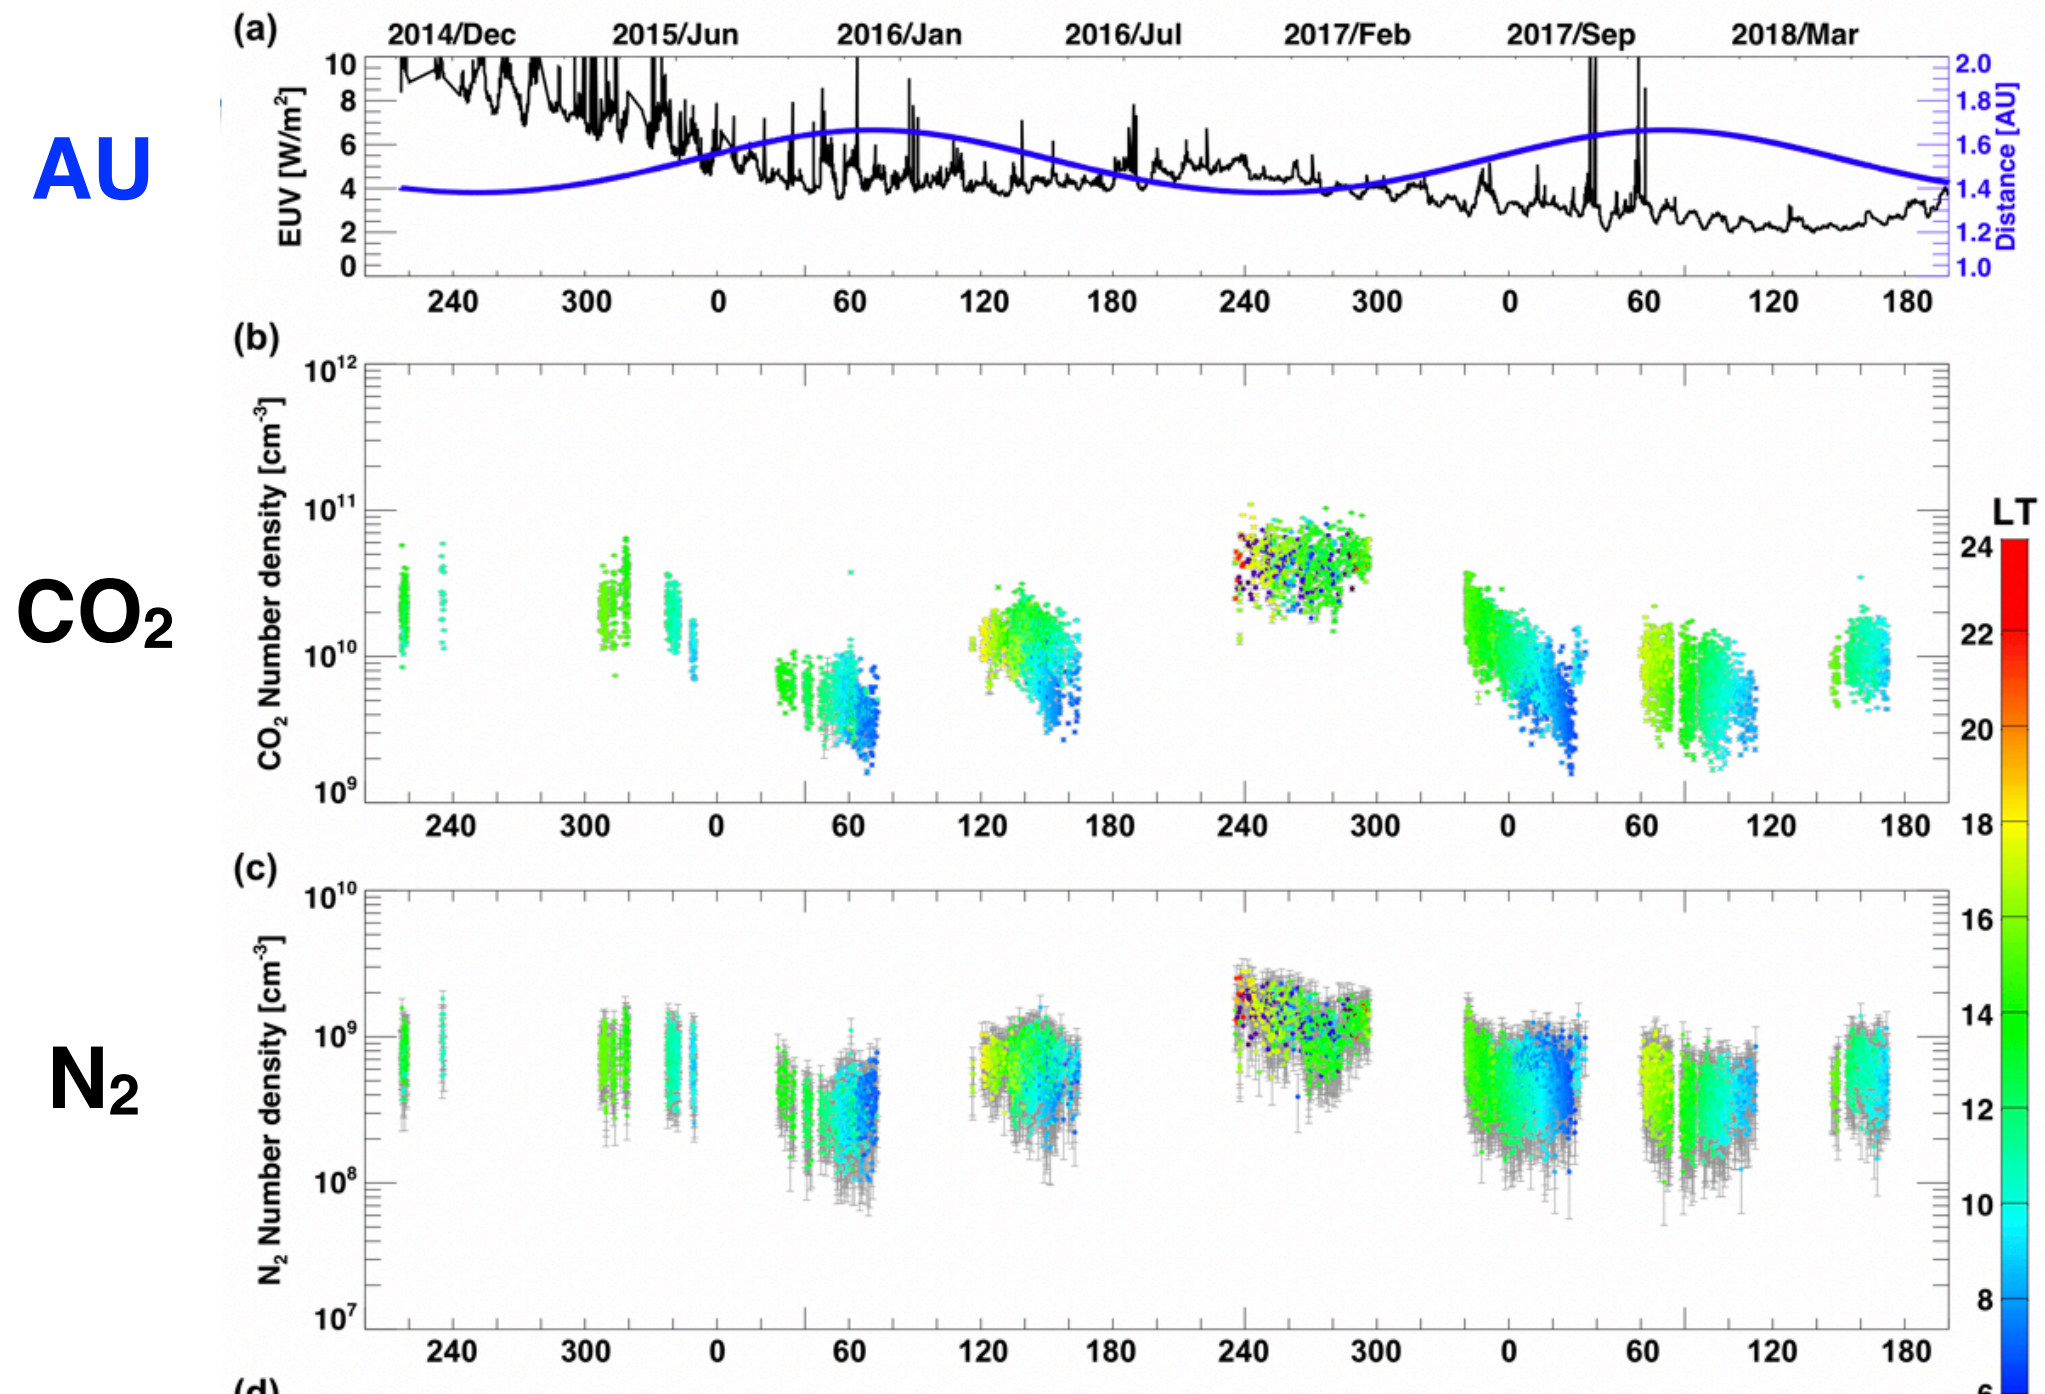 (a)
2014/Dec 2015/Jun 2016/Jan 2016/Jul 2017/Feb 2017/Sep 2018/Mar
AU
EUV [W/m²]
10
8
6
4
2
0
2.0
1.8
1.6
1.4
1.2
1.0
Distance [AU]
240 300 0 60 120 180 240 300 0 60 120 180
(b)
CO₂
CO₂ Number density [cm⁻³]
10¹²
10¹¹
10¹⁰
10⁹
240 300 0 60 120 180 240 300 0 60 120 180
(c)
N₂
N₂ Number density [cm⁻³]
10¹⁰
10⁹
10⁸
10⁷
240 300 0 60 120 180 240 300 0 60 120 180
LT
24
22
20
18
16
14
12
10
8
6
(d)